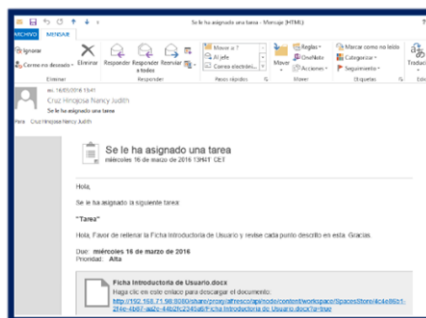 Se le ha asignado una tarea - Mensaje (HTML)
ARCHIVO MENSAJE
Ignorar
Correo no deseado
Eliminar
Responder
Responder a todos
Reenviar
Mover a: ?
Al jefe
Correo electróni...
Mover
Reglas
OneNote
Acciones
Marcar como no leído
Categorizar
Seguimiento
Eliminar
Responder
Pasos rápidos
Mover
Etiquetas
Cruz Hinojosa Nancy Judith
Se le ha asignado una tarea
Para Cruz Hinojosa Nancy Judith
Se le ha asignado una tarea
miércoles 16 de marzo de 2016 CET
Hola,
Se le ha asignado la siguiente tarea:
"Tarea"
Hola, Favor de rellenar la Ficha Introductoria de Usuario y revise cada punto descrito en esta. Gracias.
Due: miércoles 16 de marzo de 2016
Prioridad: Alta
Ficha Introductoria de Usuario.docx
Haga clic en este enlace para descargar el documento: